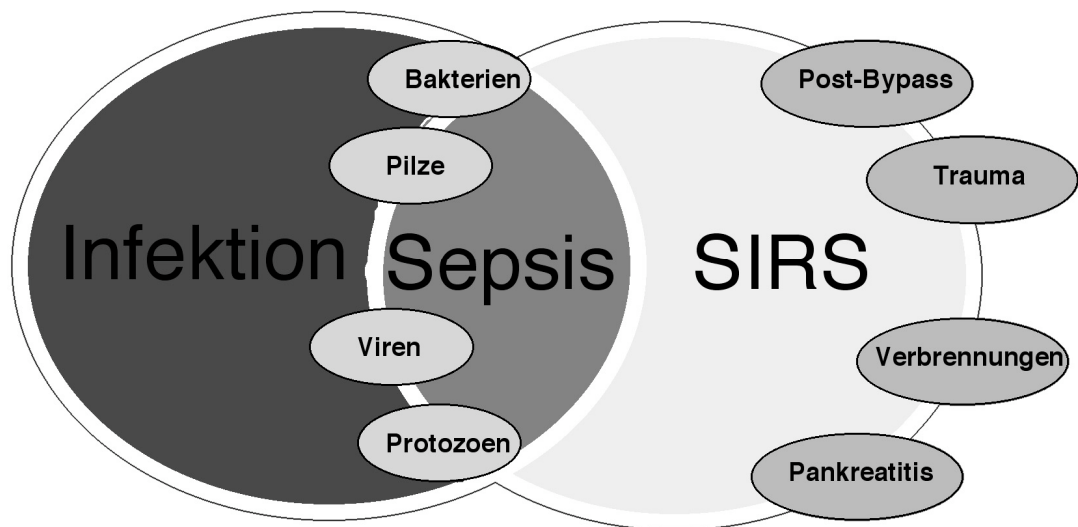 Bakterien
Post-Bypass
Pilze
Trauma
Infektion
Sepsis
SIRS
Viren
Verbrennungen
Protozoen
Pankreatitis